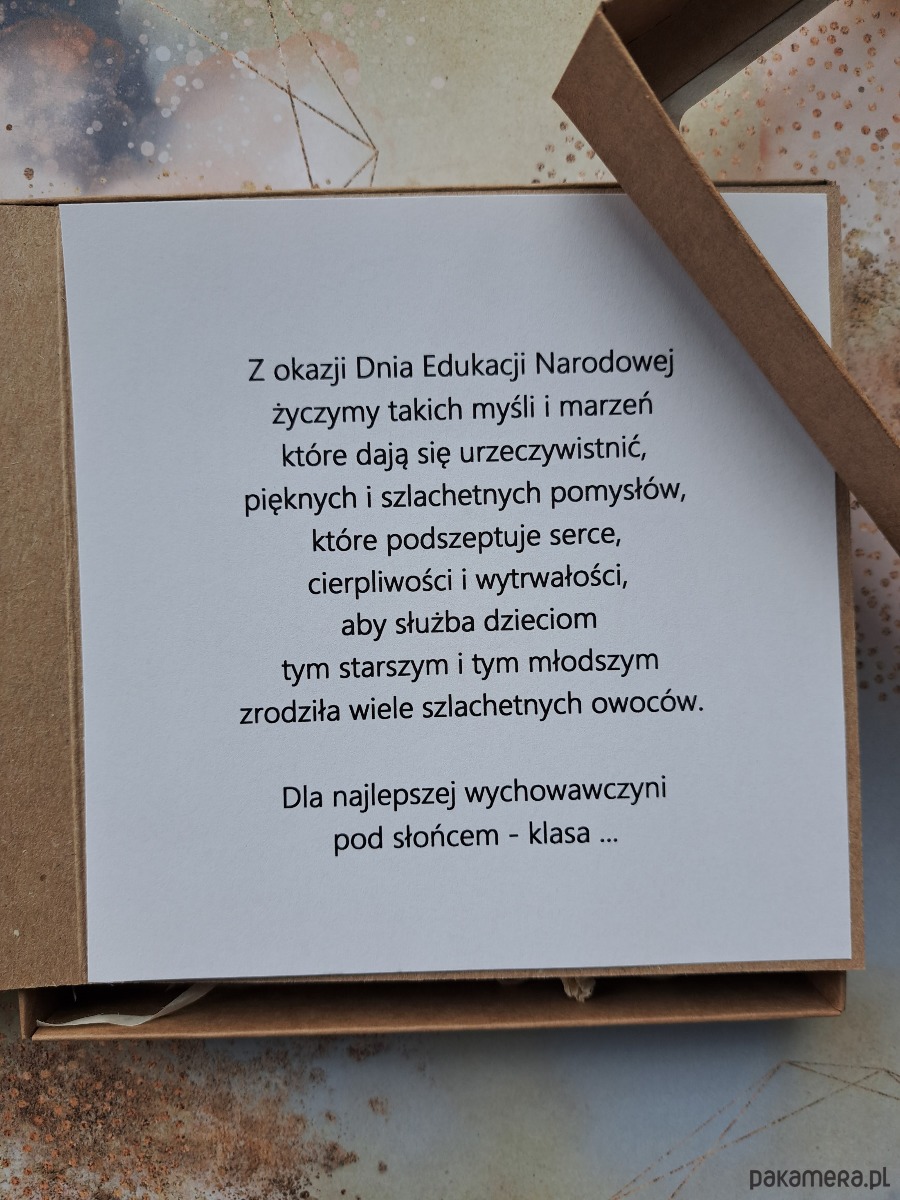 Z okazji Dnia Edukacji Narodowej
życzymy takich myśli i marzeń
które dają się urzeczywistnić,
pięknych i szlachetnych pomysłów,
które podszeptuje serce,
cierpliwości i wytrwałości,
aby służba dzieciom
tym starszym i tym młodszym
zrodziła wiele szlachetnych owoców.
Dla najlepszej wychowawczyni
pod słońcem - klasa ...
pakamera.pl